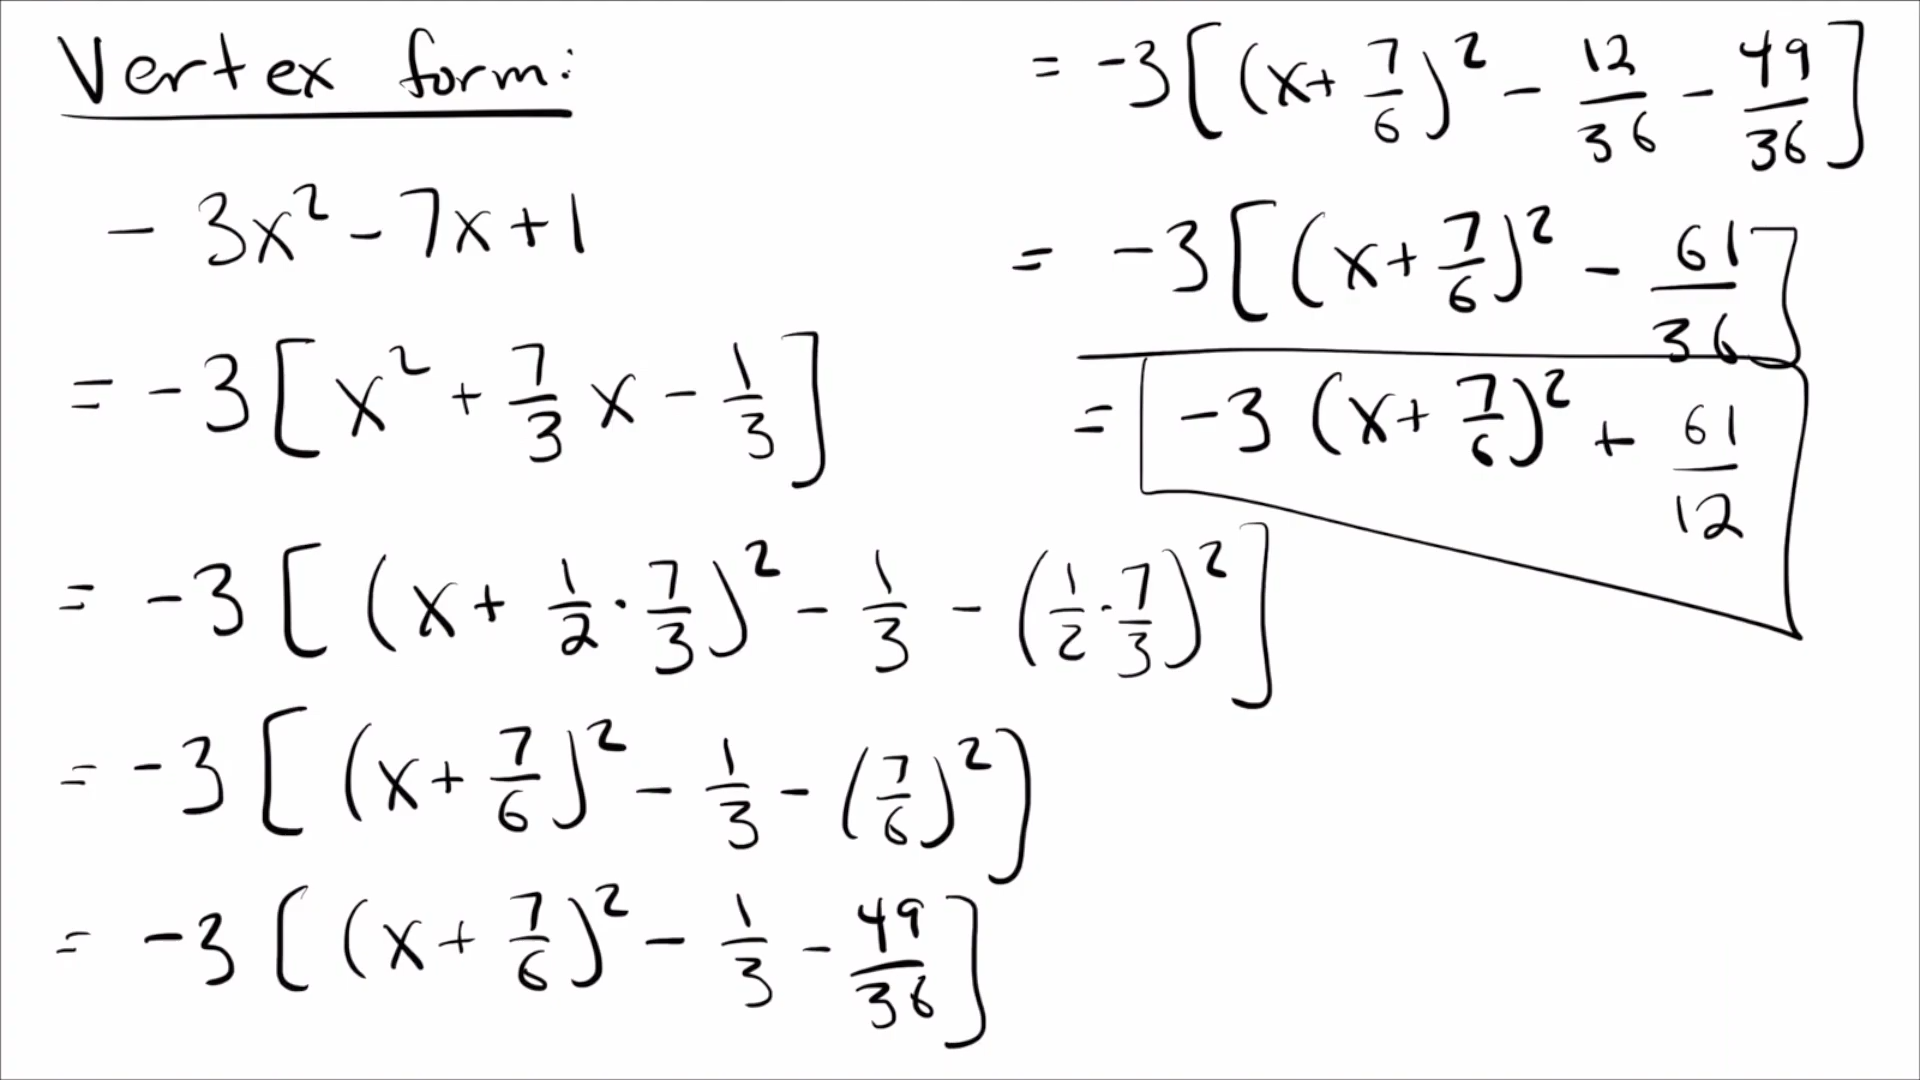 Vertex form:
- 3x² - 7x + 1
= -3[x² + 7/3 x - 1/3]
= -3[(x + 1/2 · 7/3)² - 1/3 - (1/2 · 7/3)²]
= -3[(x + 7/6)² - 1/3 - (7/6)²]
= -3[(x + 7/6)² - 1/3 - 49/36]
= -3[(x + 7/6)² - 12/36 - 49/36]
= -3[(x + 7/6)² - 61/36]
= -3(x + 7/6)² + 61/12